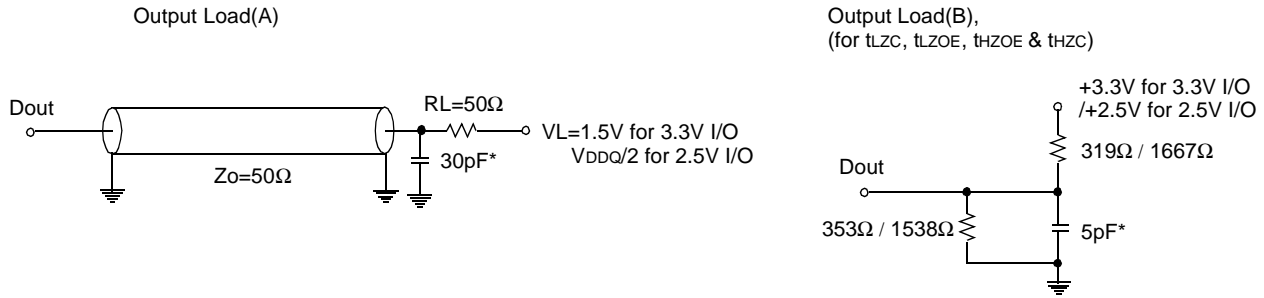 Output Load(A)
Dout
Zo=50Ω
RL=50Ω
30pF*
VL=1.5V for 3.3V I/O
VDDQ/2 for 2.5V I/O
Output Load(B),
(for tLZC, tLZOE, tHZOE & tHZC)
+3.3V for 3.3V I/O
/+2.5V for 2.5V I/O
319Ω / 1667Ω
Dout
353Ω / 1538Ω
5pF*